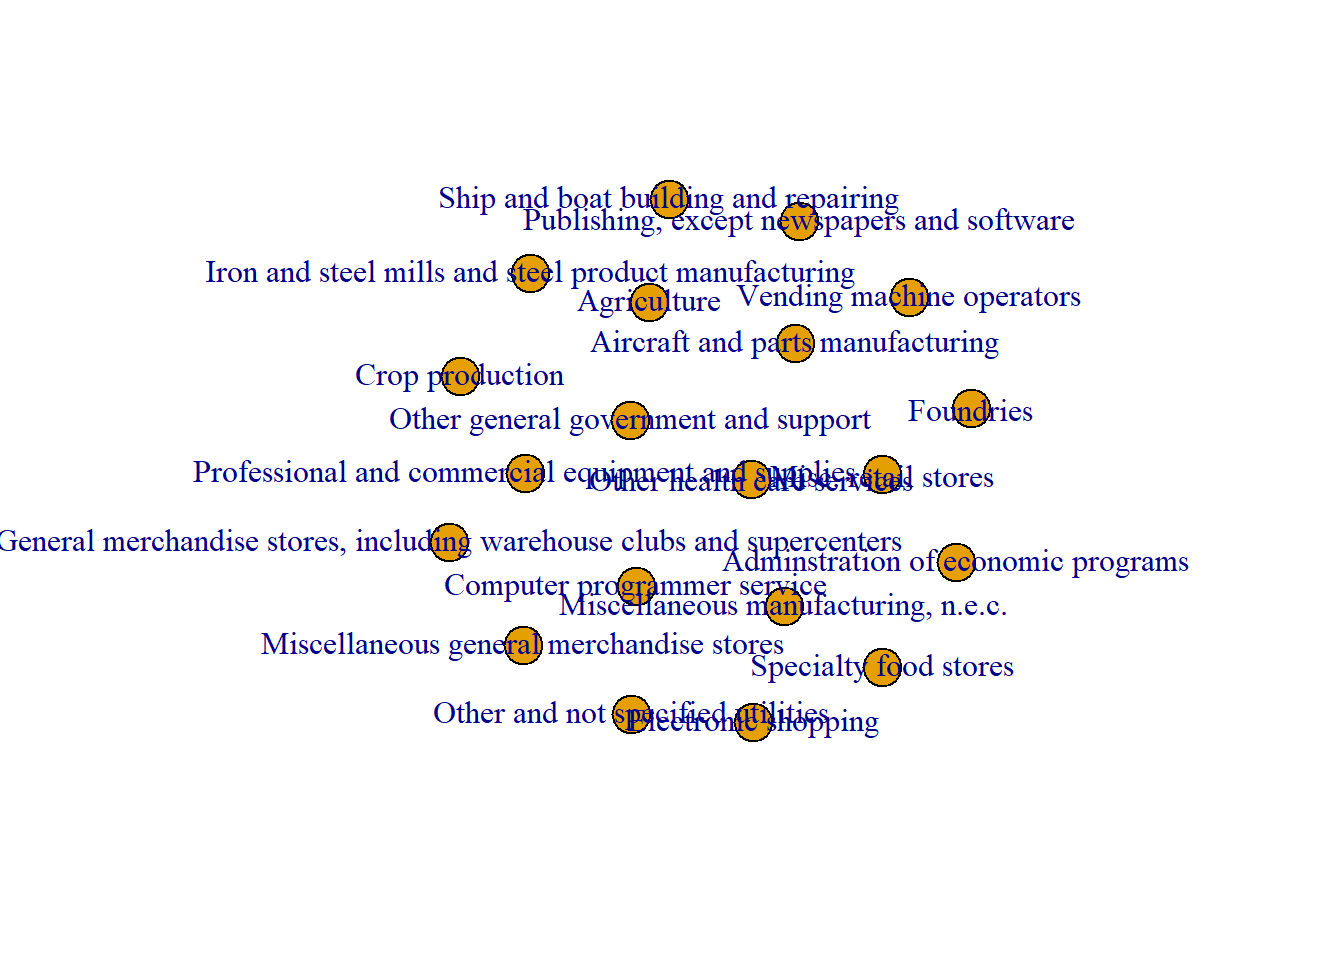 Ship and boat building and repairing
Publishing, except newspapers and software
Iron and steel mills and steel product manufacturing
Agriculture
Vending machine operators
Aircraft and parts manufacturing
Crop production
Foundries
Other general government and support
Professional and commercial equipment and supplies
Other health care services
Misc. retail stores
General merchandise stores, including warehouse clubs and supercenters
Adminstration of economic programs
Computer programmer service
Miscellaneous manufacturing, n.e.c.
Miscellaneous general merchandise stores
Specialty food stores
Other and not specified utilities
Electronic shopping